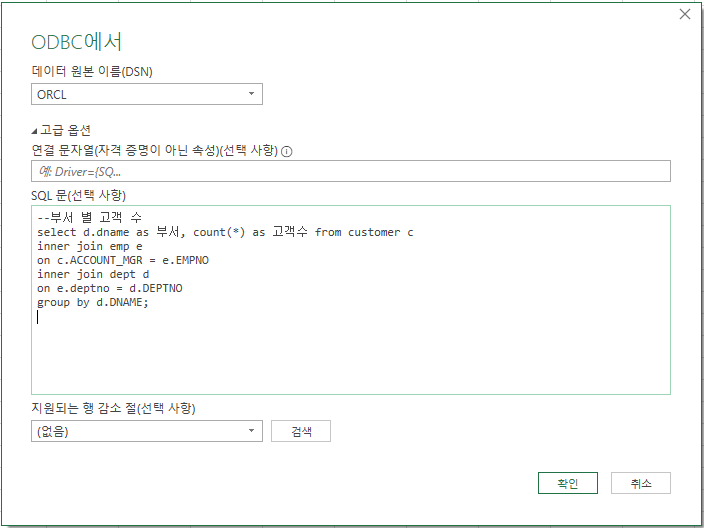 ODBC에서
데이터 원본 이름(DSN)
ORCL
고급 옵션
연결 문자열(자격 증명이 아닌 속성)(선택 사항)
예: Driver={SQ...
SQL 문(선택 사항)
--부서 별 고객 수
select d.dname as 부서, count(*) as 고객수 from customer c
inner join emp e
on c.ACCOUNT_MGR = e.EMPNO
inner join dept d
on e.deptno = d.DEPTNO
group by d.DNAME;
지원되는 행 감소 절(선택 사항)
(없음)
검색
확인
취소